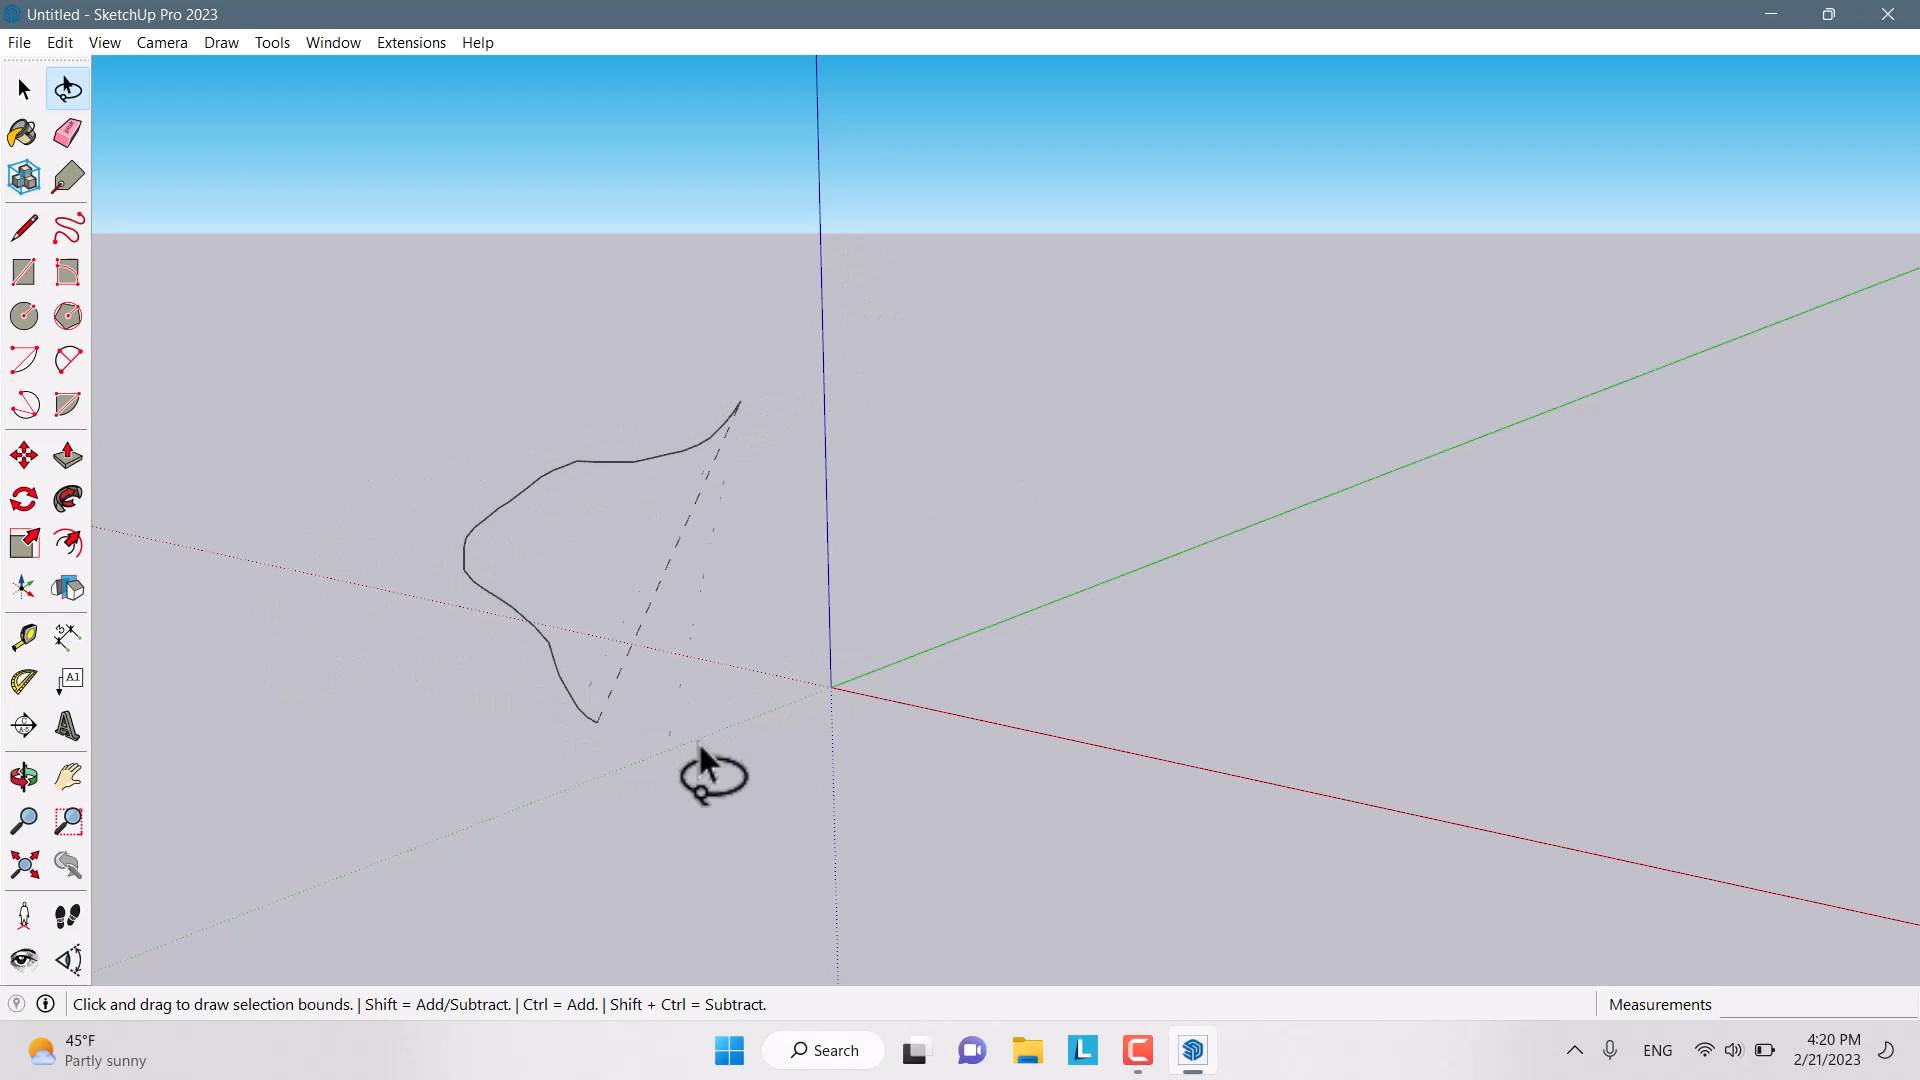 Untitled - SketchUp Pro 2023
File Edit View Camera Draw Tools Window Extensions Help
A1
Click and drag to draw selection bounds. | Shift = Add/Subtract. | Ctrl = Add. | Shift + Ctrl = Subtract.
Measurements
45°F
Partly sunny
Search
L
C
ENG
4:20 PM
2/21/2023